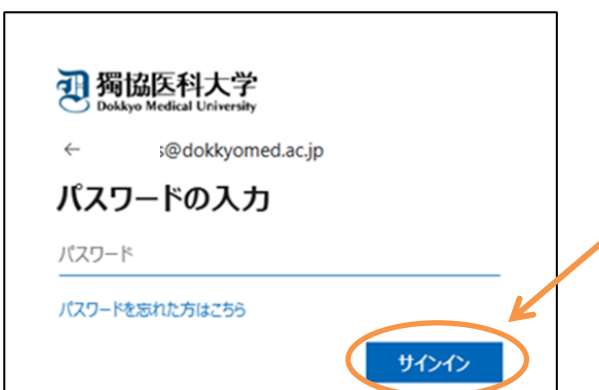 獨協医科大学
Dokkyo Medical University
← s@dokkyomed.ac.jp
パスワードの入力
パスワード
パスワードを忘れた方はこちら
サインイン